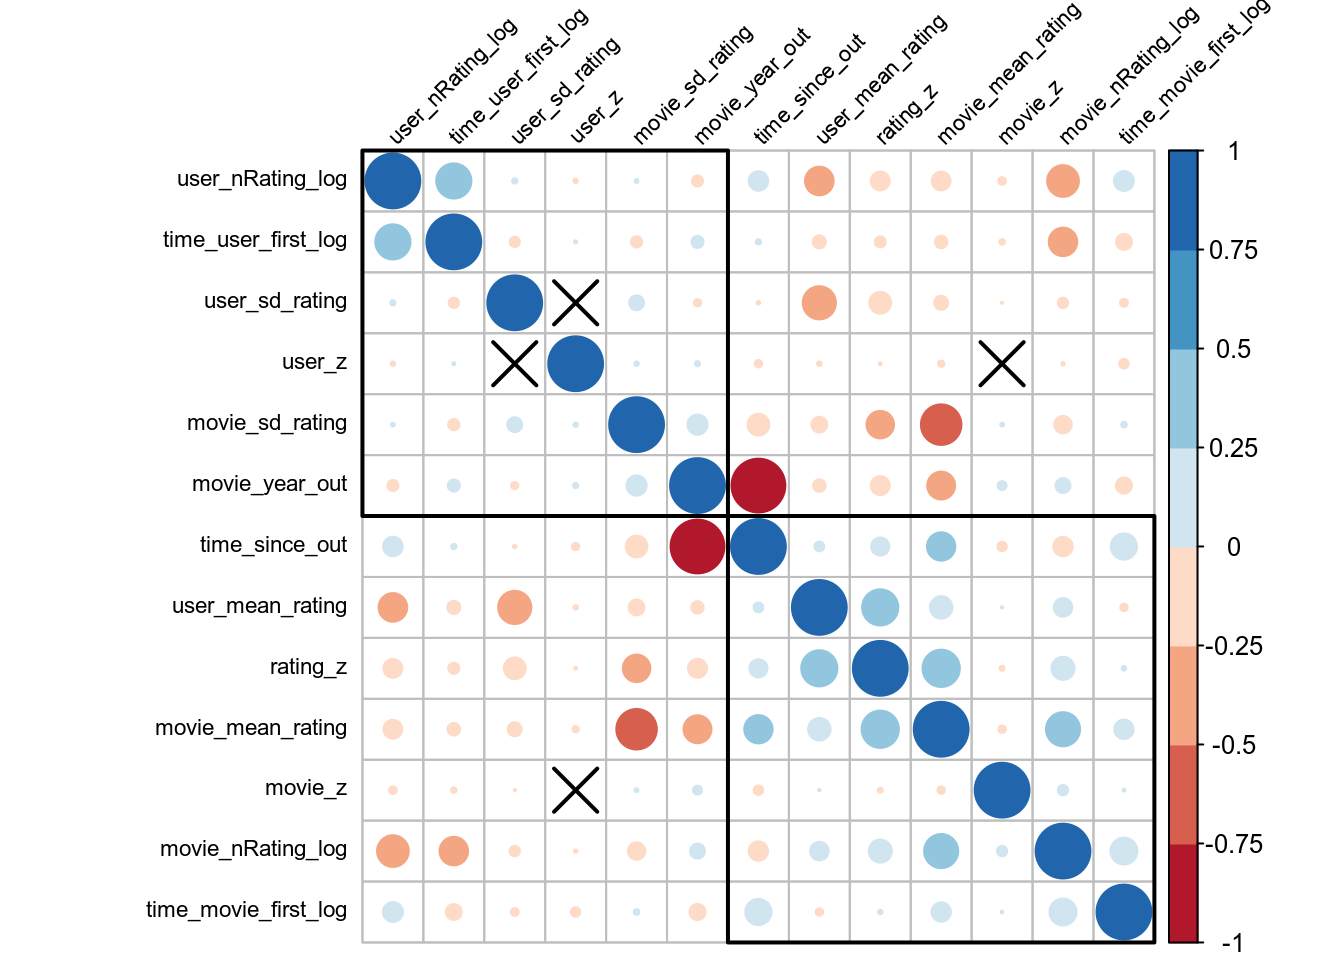 user_nRating_log
time_user_first_log
user_sd_rating
user_z
movie_sd_rating
movie_year_out
time_since_out
user_mean_rating
rating_z
movie_mean_rating
movie_z
movie_nRating_log
time_movie_first_log
user_nRating_log
time_user_first_log
user_sd_rating
user_z
movie_sd_rating
movie_year_out
time_since_out
user_mean_rating
rating_z
movie_mean_rating
movie_z
movie_nRating_log
time_movie_first_log
1
0.75
0.5
0.25
0
-0.25
-0.5
-0.75
-1